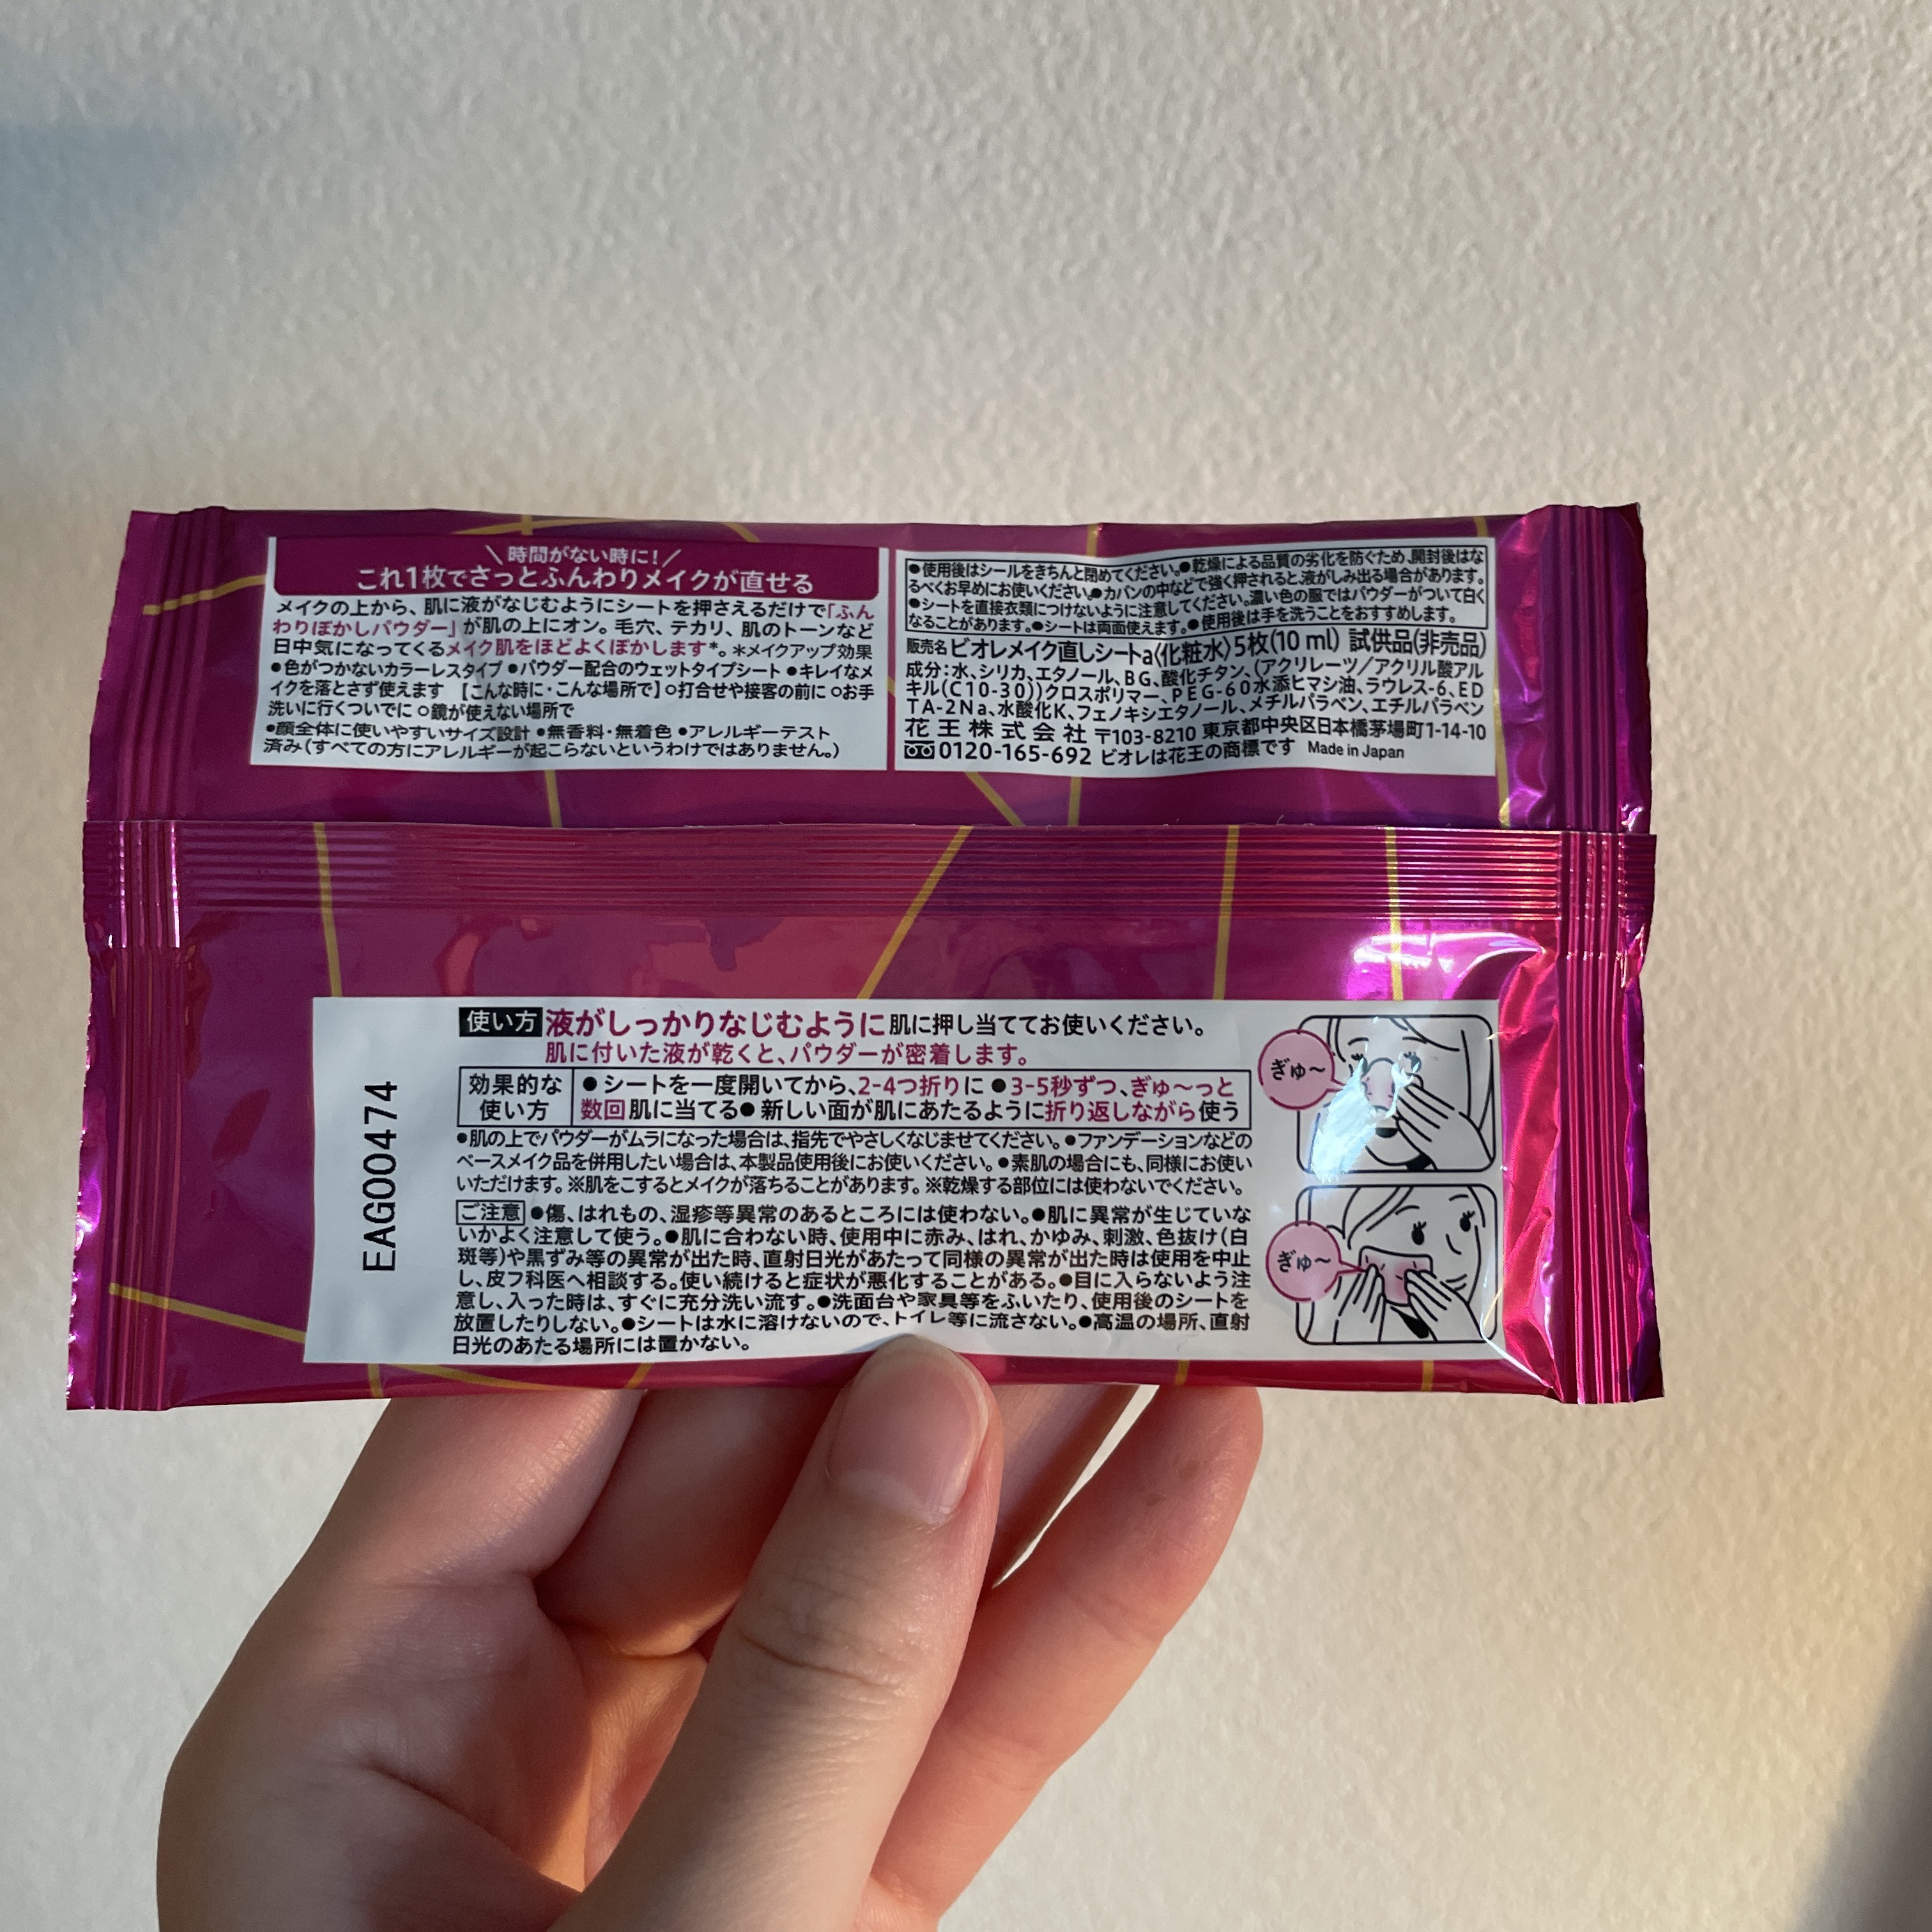 ＼時間がない時に！／
これ1枚でさっとふんわりメイクが直せる
メイクの上から、肌に液がなじむようにシートを押さえるだけで「ふん
わりぼかしパウダー」が肌の上にオン。毛穴、テカリ、肌のトーンなど
日中気になってくるメイク肌をほどよくぼかします*。＊メイクアップ効果
●色がつかないカラーレスタイプ ●パウダー配合のウェットタイプシート ●キレイなメ
イクを落とさず使えます 【こんな時に・こんな場所で】○打合せや接客の前に ○お手
洗いに行くついでに ○鏡が使えない場所で
●顔全体に使いやすいサイズ設計 ●無香料・無着色 ●アレルギーテスト
済み（すべての方にアレルギーが起こらないというわけではありません。）
●使用後はシールをきちんと閉めてください。●乾燥による品質の劣化を防ぐため、開封後はな
るべくお早めにお使いください。●カバンの中などで強く押されると、液がしみ出る場合があります。
●シートを直接衣類につけないように注意してください。濃い色の服ではパウダーがついて白く
なることがあります。●シートは両面使えます。●使用後は手を洗うことをおすすめします。
販売名 ビオレメイク直しシートa〈化粧水〉5枚(10 ml) 試供品(非売品)
成分：水、シリカ、エタノール、BG、酸化チタン、(アクリレーツ／アクリル酸アル
キル(C10-30))クロスポリマー、PEG-60水添ヒマシ油、ラウレス-6、ED
TA-2Na、水酸化K、フェノキシエタノール、メチルパラベン、エチルパラベン
花王株式会社 〒103-8210 東京都中央区日本橋茅場町1-14-10
0120-165-692 ビオレは花王の商標です Made in Japan
使い方 液がしっかりなじむように肌に押し当ててお使いください。
肌に付いた液が乾くと、パウダーが密着します。
効果的な使い方
●シートを一度開いてから、2-4つ折りに ●3-5秒ずつ、ぎゅ〜っと
数回肌に当てる ●新しい面が肌にあたるように折り返しながら使う
●肌の上でパウダーがムラになった場合は、指先でやさしくなじませてください。●ファンデーションなどの
ベースメイク品を併用したい場合は、本製品使用後にお使いください。●素肌の場合にも、同様にお使い
いただけます。※肌をこするとメイクが落ちることがあります。※乾燥する部位には使わないでください。
ご注意 ●傷、はれもの、湿疹等異常のあるところには使わない。●肌に異常が生じていな
いかよく注意して使う。●肌に合わない時、使用中に赤み、はれ、かゆみ、刺激、色抜け(白
斑等)や黒ずみ等の異常が出た時、直射日光があたって同様の異常が出た時は使用を中止
し、皮フ科医へ相談する。使い続けると症状が悪化することがある。●目に入らないよう注
意し、入った時は、すぐに充分洗い流す。●洗面台や家具等をふいたり、使用後のシートを
放置したりしない。●シートは水に溶けないので、トイレ等に流さない。●高温の場所、直射
日光のあたる場所には置かない。
ぎゅ〜
ぎゅ〜
EAG00474